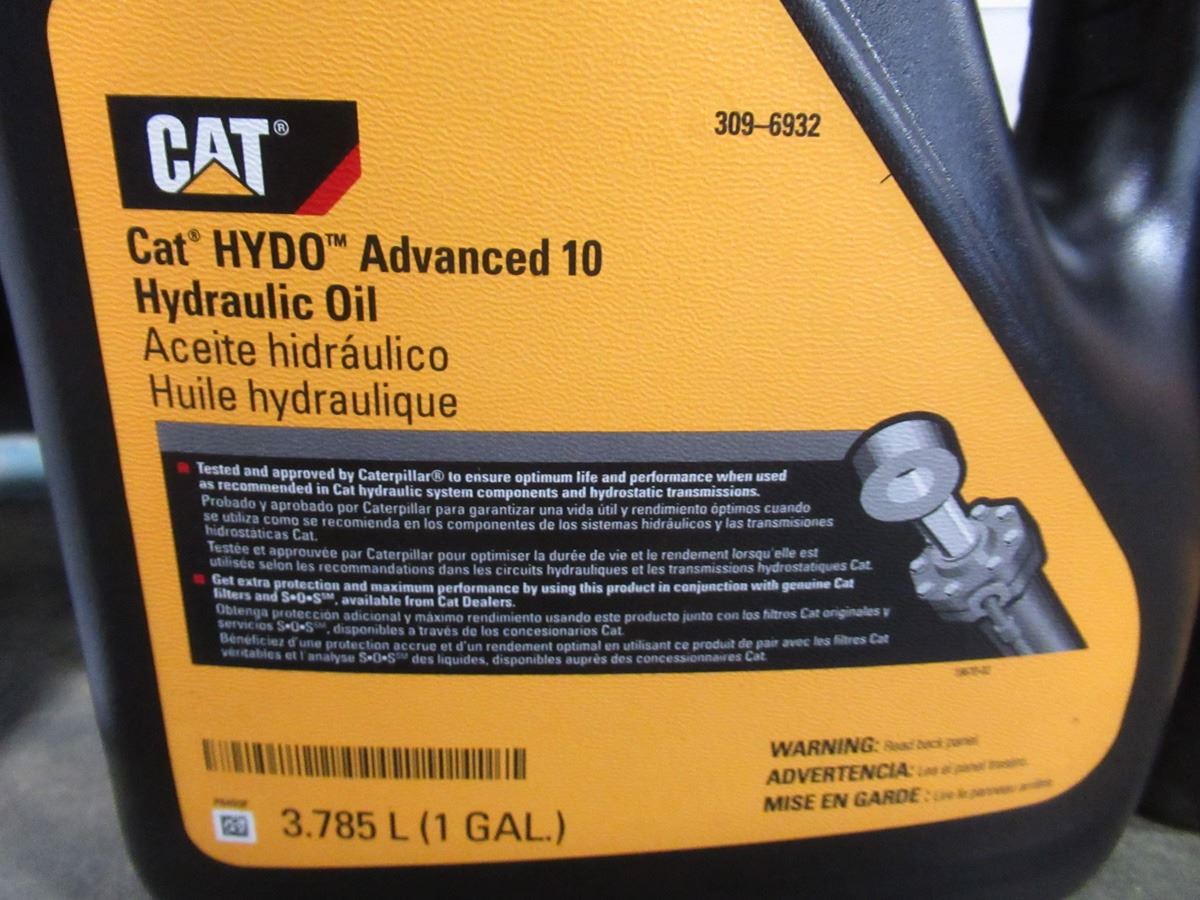 CAT®
309–6932
Cat® HYDO™ Advanced 10
Hydraulic Oil
Aceite hidráulico
Huile hydraulique
Tested and approved by Caterpillar® to ensure optimum life and performance when used
as recommended in Cat hydraulic system components and hydrostatic transmissions.
Probado y aprobado por Caterpillar para garantizar una vida útil y rendimiento óptimos cuando
se utiliza como se recomienda en los componentes de los sistemas hidráulicos y las transmisiones
hidrostáticas Cat.
Testée et approuvée par Caterpillar pour optimiser la durée de vie et le rendement lorsqu'elle est
utilisée selon les recommandations dans les circuits hydrauliques et les transmissions hydrostatiques Cat.
Get extra protection and maximum performance by using this product in conjunction with genuine Cat
filters and S•O•S℠, available from Cat Dealers.
Obtenga protección adicional y máximo rendimiento usando este producto junto con los filtros Cat originales y
servicios S•O•S℠, disponibles a través de los concesionarios Cat.
Bénéficiez d'une protection accrue et d'un rendement optimal en utilisant ce produit de pair avec les filtres Cat
véritables et l'analyse S•O•S℠ des liquides, disponibles auprès des concessionnaires Cat.
WARNING: Read back panel.
ADVERTENCIA: Lea el panel trasero.
MISE EN GARDE : Lire le panneau arrière.
3.785 L (1 GAL.)